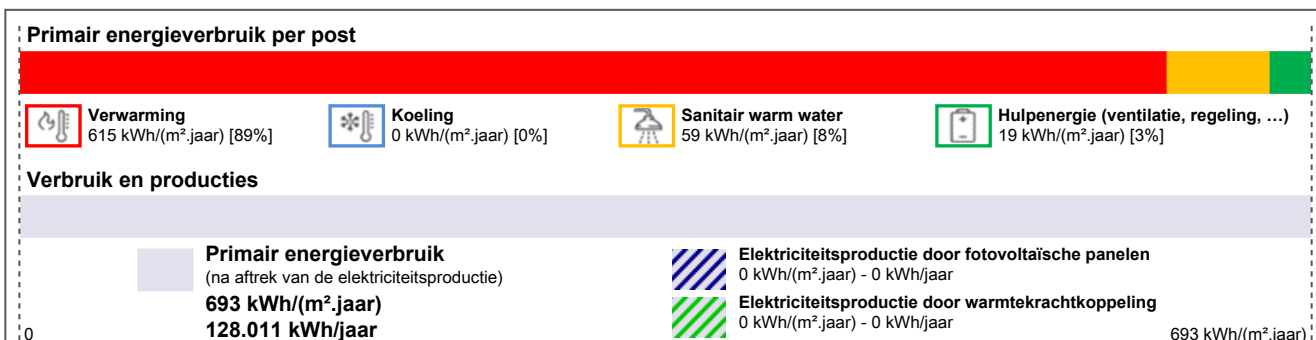 Primair energieverbruik per post
Verwarming
615 kWh/(m².jaar) [89%]
Koeling
0 kWh/(m².jaar) [0%]
Sanitair warm water
59 kWh/(m².jaar) [8%]
Hulpenergie (ventilatie, regeling, …)
19 kWh/(m².jaar) [3%]
Verbruik en producties
Primair energieverbruik
(na aftrek van de elektriciteitsproductie)
693 kWh/(m².jaar)
128.011 kWh/jaar
Elektriciteitsproductie door fotovoltaïsche panelen
0 kWh/(m².jaar) - 0 kWh/jaar
Elektriciteitsproductie door warmtekrachtkoppeling
0 kWh/(m².jaar) - 0 kWh/jaar
0
693 kWh/(m².jaar)